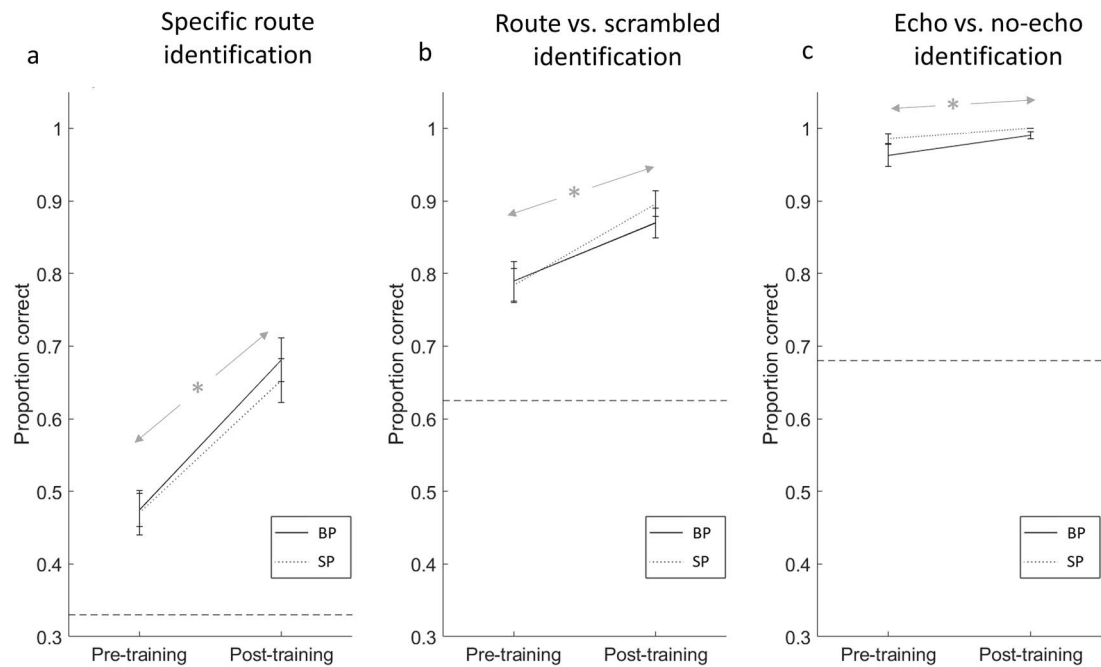 Specific route
identification
Route vs. scrambled
identification
Echo vs. no-echo
identification
a
b
c
Proportion correct
1
0.9
0.8
0.7
0.6
0.5
0.4
0.3
*
BP
SP
Pre-training
Post-training
Proportion correct
1
0.9
0.8
0.7
0.6
0.5
0.4
0.3
*
BP
SP
Pre-training
Post-training
Proportion correct
1
0.9
0.8
0.7
0.6
0.5
0.4
0.3
*
BP
SP
Pre-training
Post-training